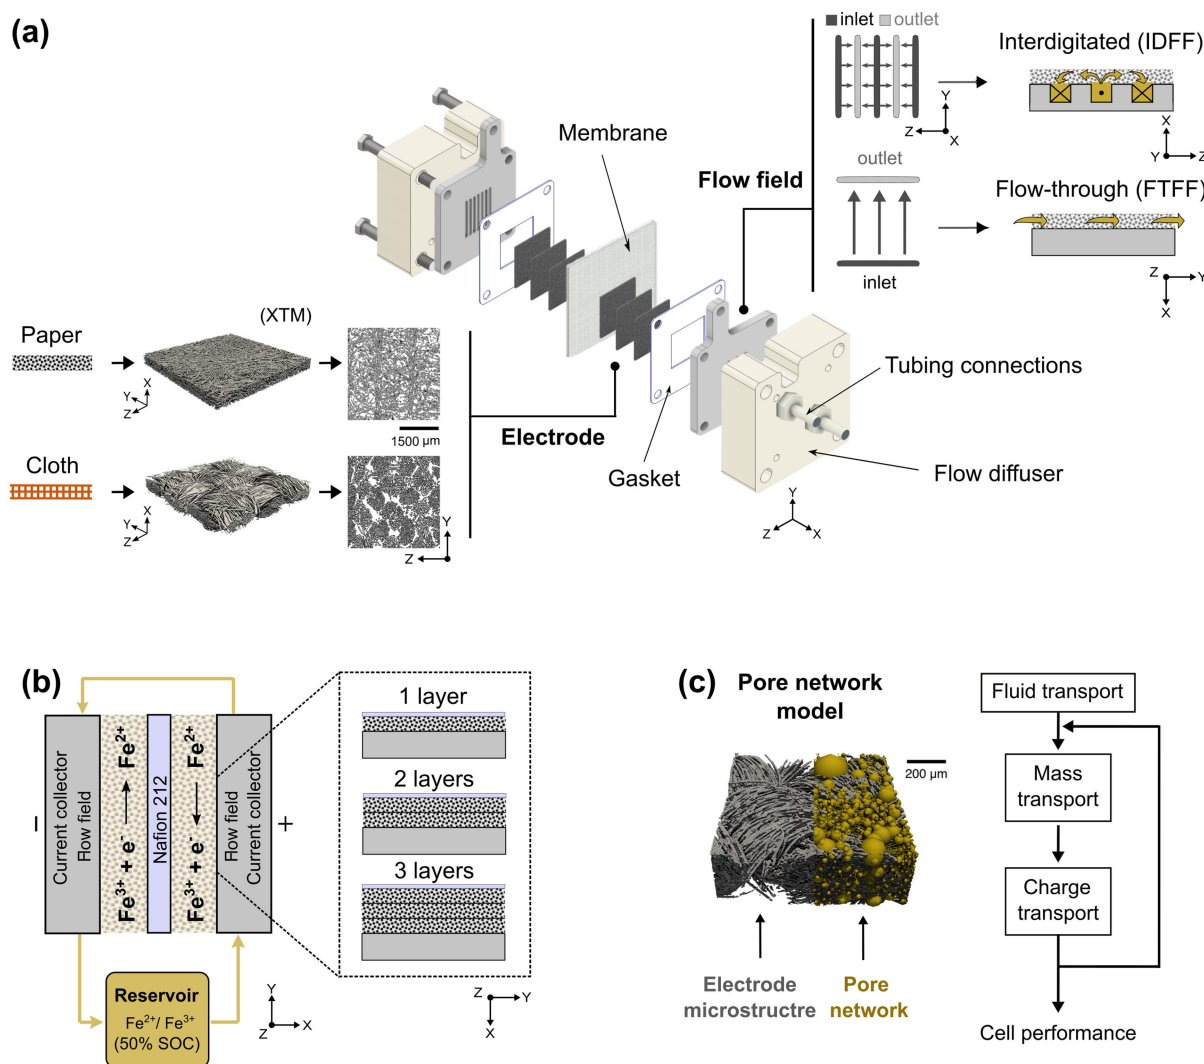 (a)
inlet outlet
Interdigitated (IDFF)
Y
Z
X
X
Y
Z
Membrane
Flow field
outlet
Flow-through (FTFF)
inlet
Z
Y
X
Paper
(XTM)
X
Y
Z
1500 µm
Electrode
Tubing connections
Gasket
Flow diffuser
Cloth
X
Y
Z
Y
Z
Y
Z
X
(b)
1 layer
2 layers
3 layers
Current collector
Row field
Fe³⁺ + e⁻
Fe²⁺
Nafion 212
Fe³⁺ + e⁻
Fe²⁺
Row field
Current collector
–
+
Reservoir
Fe²⁺/ Fe³⁺
(50% SOC)
Y
Z
X
Y
X
(c)
Pore network
model
200 µm
Electrode
microstructre
Pore
network
Fluid transport
Mass
transport
Charge
transport
Cell performance